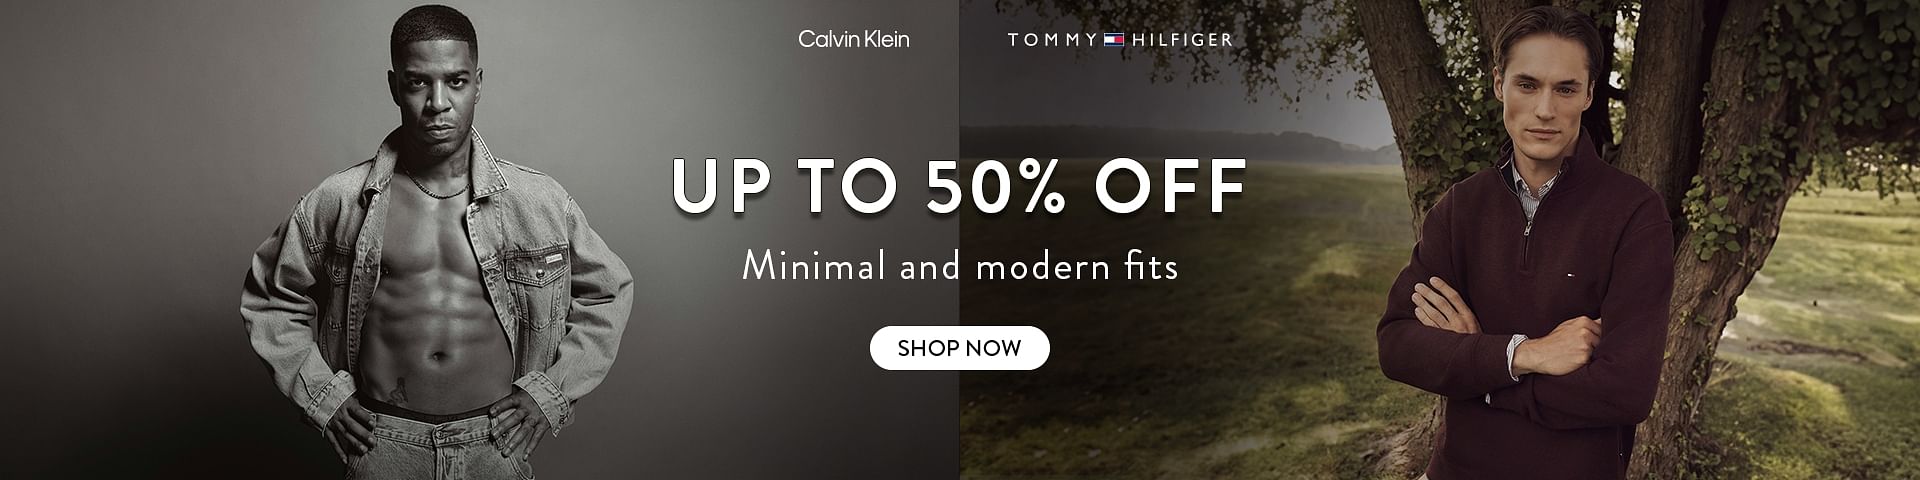 Calvin Klein
TOMMY HILFIGER
UP TO 50% OFF
Minimal and modern fits
SHOP NOW